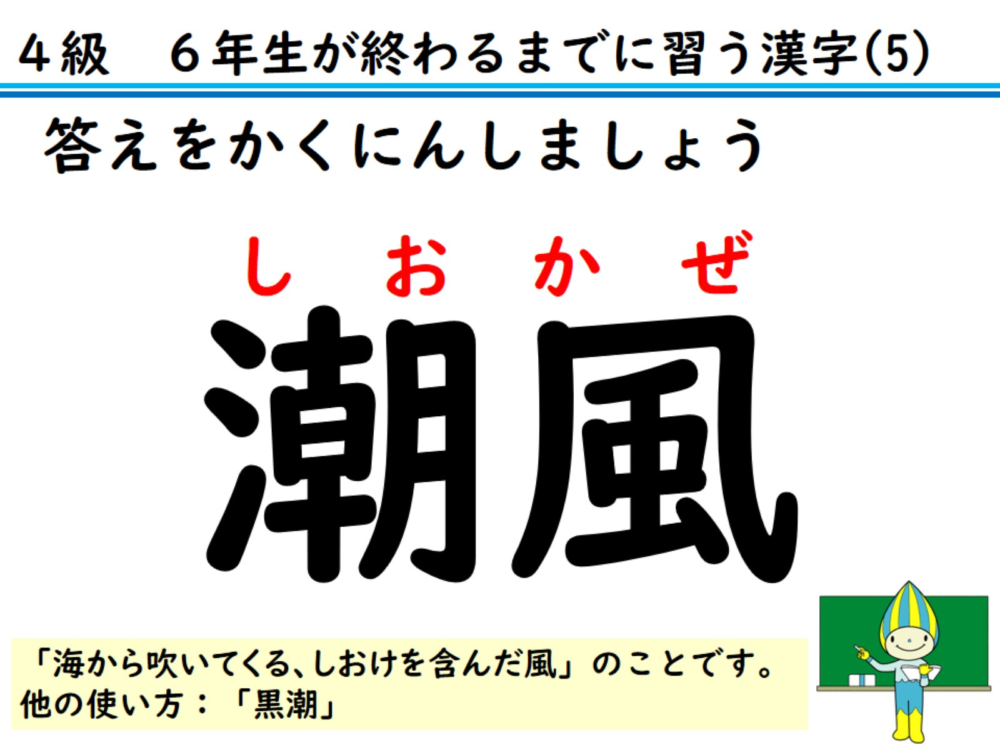 ４級　６年生が終わるまでに習う漢字(5)
答えをかくにんしましょう
しおかぜ
潮風
「海から吹いてくる、しおけを含んだ風」のことです。
他の使い方：「黒潮」